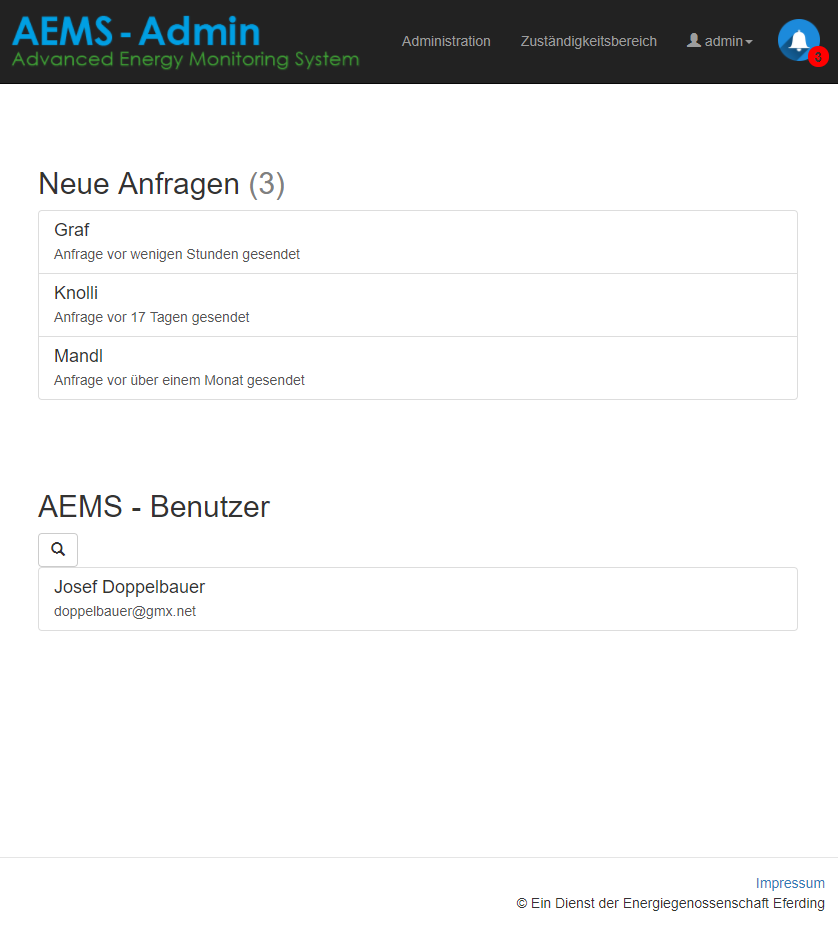 AEMS - Admin
Advanced Energy Monitoring System
Administration
Zuständigkeitsbereich
admin
3
Neue Anfragen (3)
Graf
Anfrage vor wenigen Stunden gesendet
Knolli
Anfrage vor 17 Tagen gesendet
Mandl
Anfrage vor über einem Monat gesendet
AEMS - Benutzer
Josef Doppelbauer
doppelbauer@gmx.net
Impressum
© Ein Dienst der Energiegenossenschaft Eferding